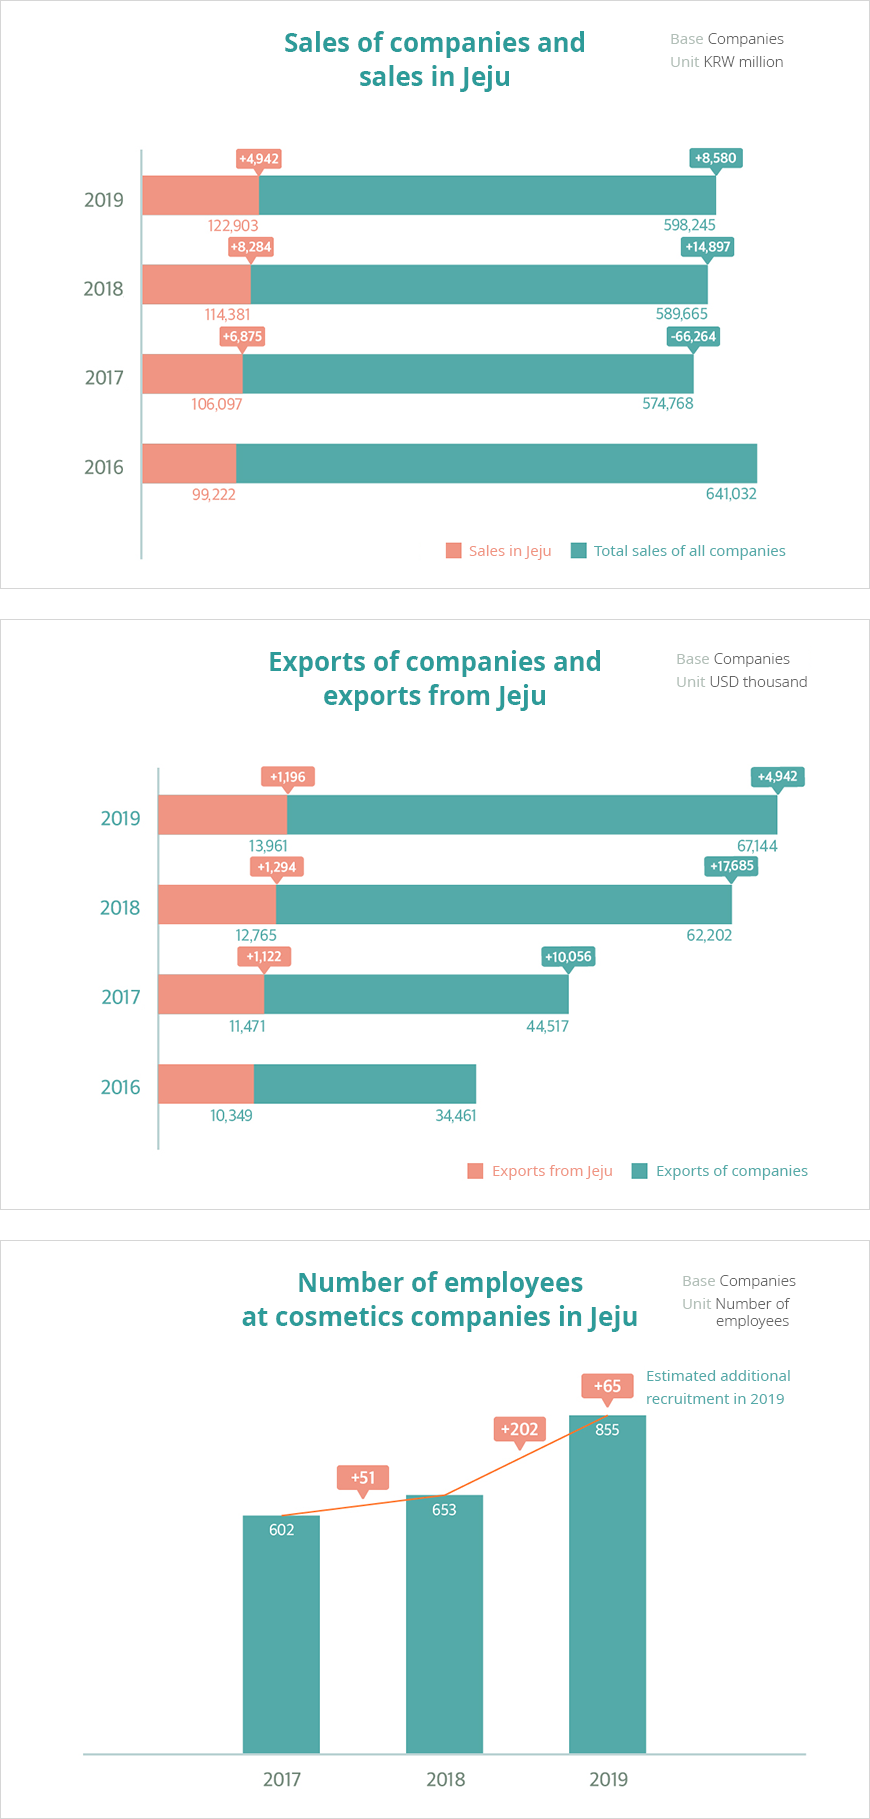 Sales of companies and
sales in Jeju
Base Companies
Unit KRW million
+4,942
+8,580
2019
122,903
598,245
+8,284
+14,897
2018
114,381
589,665
+6,875
-66,264
2017
106,097
574,768
2016
99,222
641,032
Sales in Jeju
Total sales of all companies
Exports of companies and
exports from Jeju
Base Companies
Unit USD thousand
+1,196
+4,942
2019
13,961
67,144
+1,294
+17,685
2018
12,765
62,202
+1,122
+10,056
2017
11,471
44,517
2016
10,349
34,461
Exports from Jeju
Exports of companies
Number of employees
at cosmetics companies in Jeju
Base Companies
Unit Number of
employees
Estimated additional
recruitment in 2019
+65
+202
855
+51
653
602
2017
2018
2019